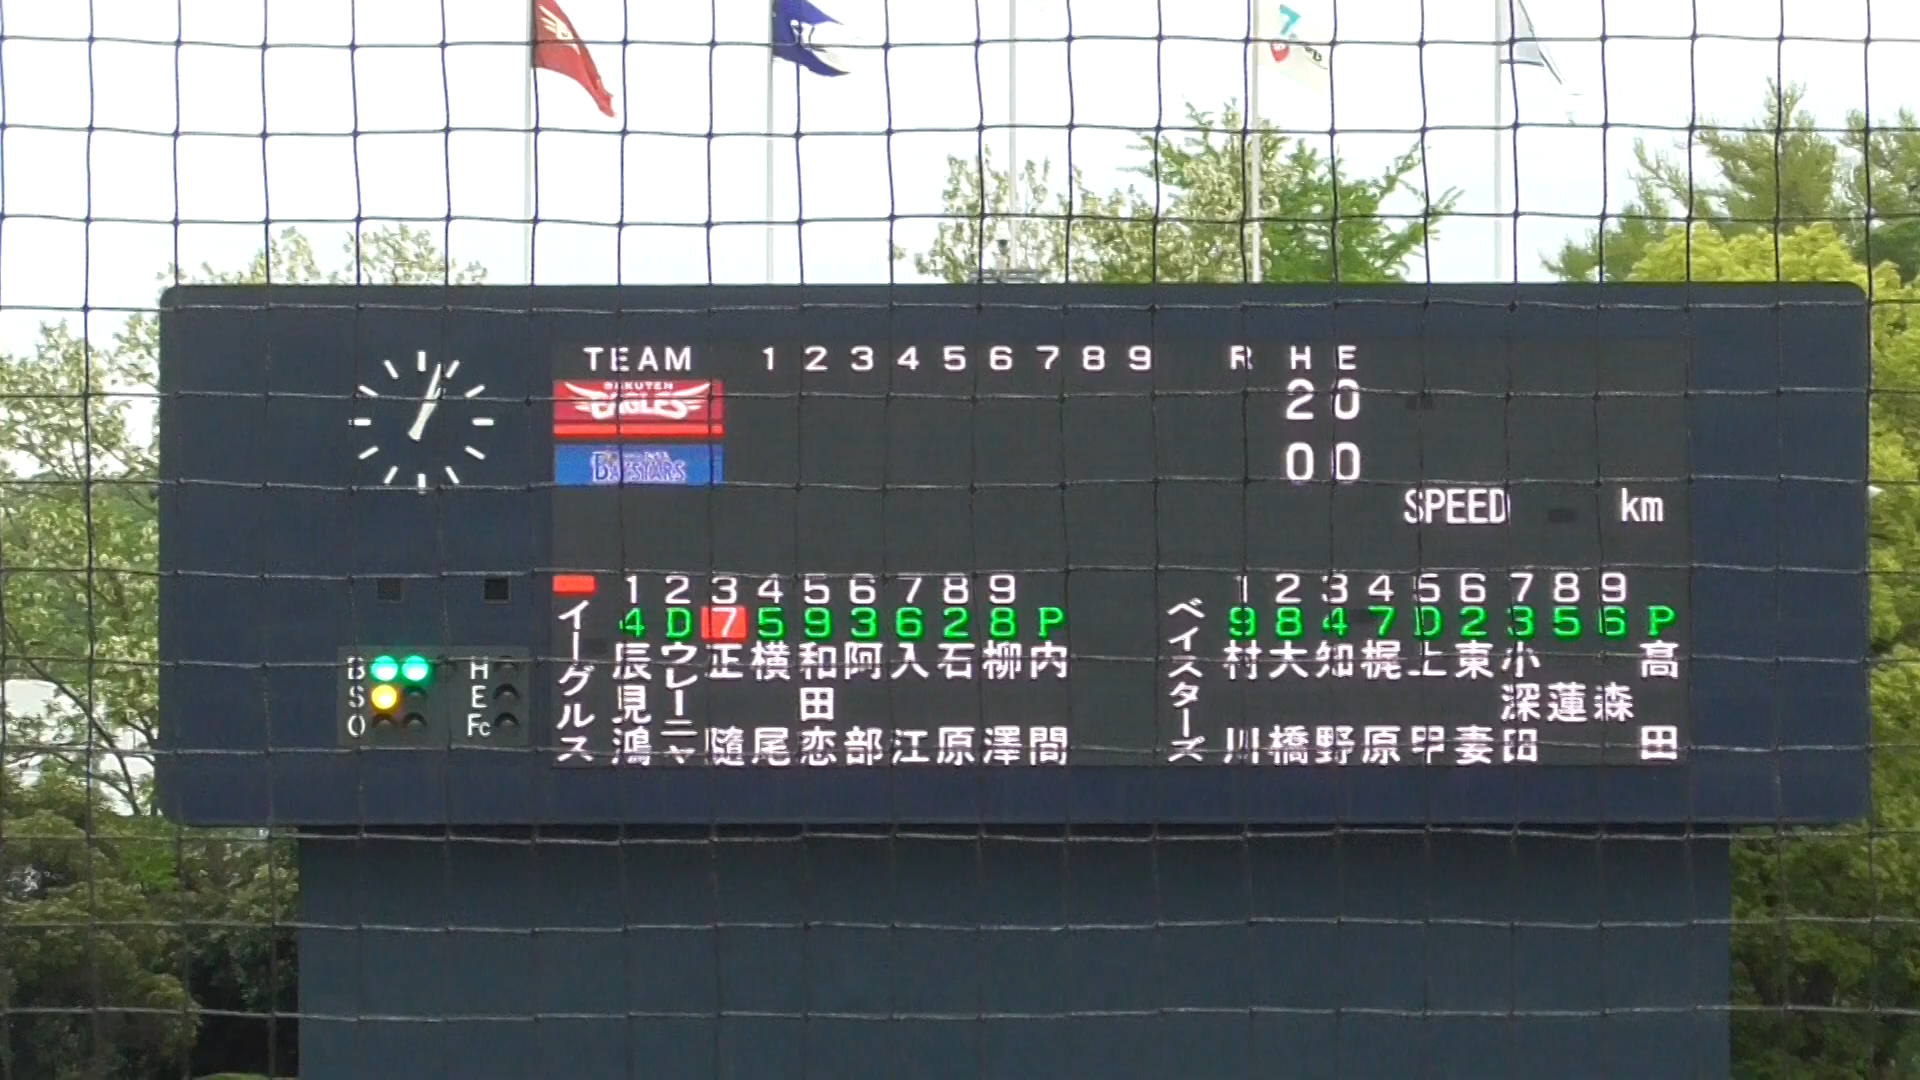 TEAM 1 2 3 4 5 6 7 8 9 R H E
RAKUTEN
EAGLES 2 0
BAYSTARS 0 0
SPEED km
B H
S E
O Fc
イーグルス
1 2 3 4 5 6 7 8 9
4 D 7 5 9 3 6 2 8 P
辰見鴻
ウレーニャ
正隨
横尾
和田恋
阿部
入江
石原
柳澤
内間
ベイスターズ
1 2 3 4 5 6 7 8 9
9 8 4 7 D 2 3 5 6 P
村川
大橋
知野
梶原
上甲
東妻
小深田
蓮
森
高田